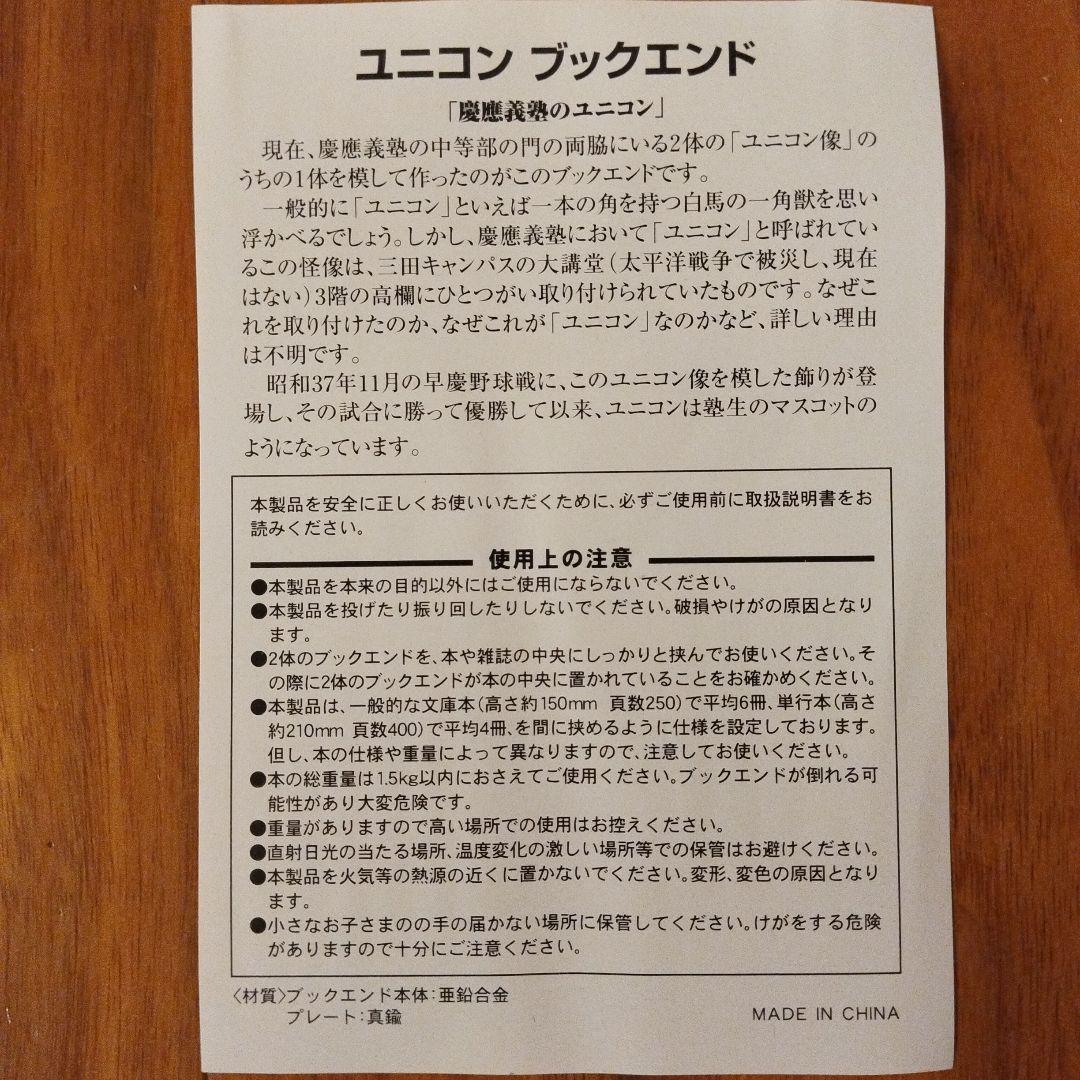 ユニコン ブックエンド
「慶應義塾のユニコン」
現在、慶應義塾の中等部の門の両脇にいる2体の「ユニコン像」の
うちの1体を模して作ったのがこのブックエンドです。
一般的に「ユニコン」といえば一本の角を持つ白馬の一角獣を思い
浮かべるでしょう。しかし、慶應義塾において「ユニコン」と呼ばれてい
るこの怪像は、三田キャンパスの大講堂（太平洋戦争で被災し、現在
はない）3階の高欄にひとつがい取り付けられていたものです。なぜこ
れを取り付けたのか、なぜこれが「ユニコン」なのかなど、詳しい理由
は不明です。
昭和37年11月の早慶野球戦に、このユニコン像を模した飾りが登
場し、その試合に勝って優勝して以来、ユニコンは塾生のマスコットの
ようになっています。
本製品を安全に正しくお使いいただくために、必ずご使用前に取扱説明書をお
読みください。
使用上の注意
●本製品を本来の目的以外にはご使用にならないでください。
●本製品を投げたり振り回したりしないでください。破損やけがの原因となり
ます。
●2体のブックエンドを、本や雑誌の中央にしっかりと挟んでお使いください。そ
の際に2体のブックエンドが本の中央に置かれていることをお確かめください。
●本製品は、一般的な文庫本（高さ約150mm 頁数250）で平均6冊、単行本（高さ
約210mm 頁数400）で平均4冊、を間に挟めるように仕様を設定しております。
但し、本の仕様や重量によって異なりますので、注意してお使いください。
●本の総重量は1.5kg以内におさえてご使用ください。ブックエンドが倒れる可
能性があり大変危険です。
●重量がありますので高い場所での使用はお控えください。
●直射日光の当たる場所、温度変化の激しい場所等での保管はお避けください。
●本製品を火気等の熱源の近くに置かないでください。変形、変色の原因となり
ます。
●小さなお子さまのの手の届かない場所に保管してください。けがをする危険
がありますので十分にご注意ください。
〈材質〉ブックエンド本体：亜鉛合金
プレート：真鍮
MADE IN CHINA